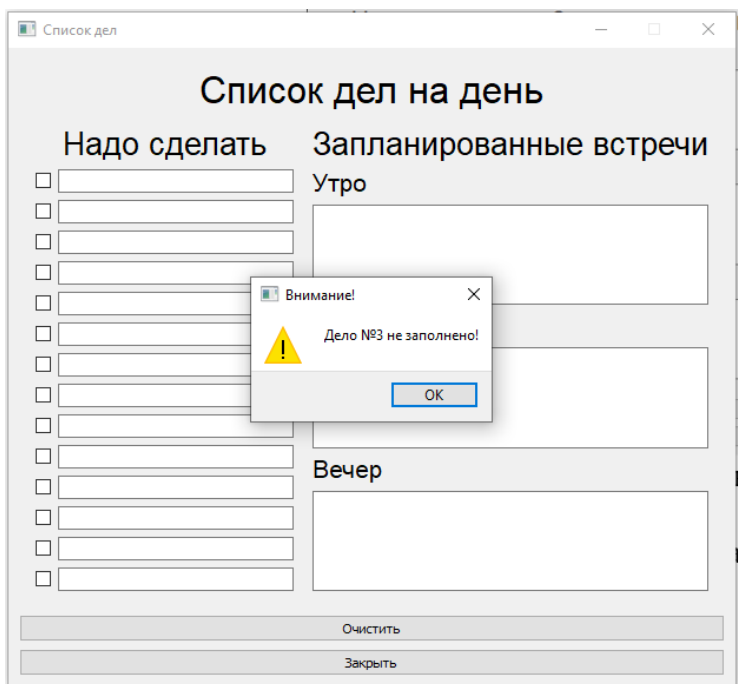 Список дел
Список дел на день
Надо сделать
Запланированные встречи
Утро
Внимание!
Дело №3 не заполнено!
OK
Вечер
Очистить
Закрыть